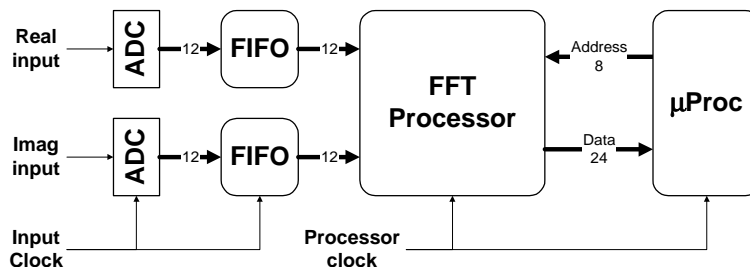 Real
input
ADC
12
FIFO
12
Imag
input
ADC
12
FIFO
12
Input
Clock
FFT
Processor
Address
8
Data
24
μProc
Processor
clock